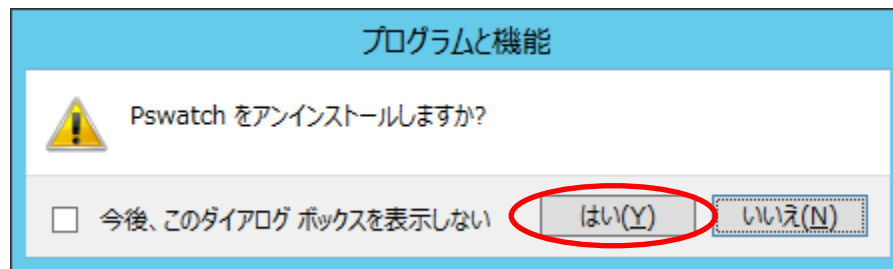 プログラムと機能
Pswatch をアンインストールしますか?
今後、このダイアログ ボックスを表示しない
はい(Y)
いいえ(N)